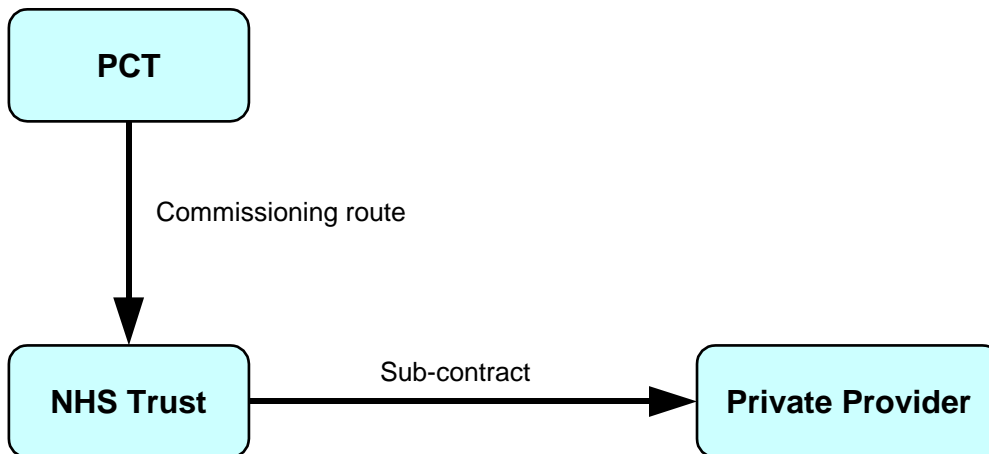 PCT
Commissioning route
Sub-contract
NHS Trust
Private Provider